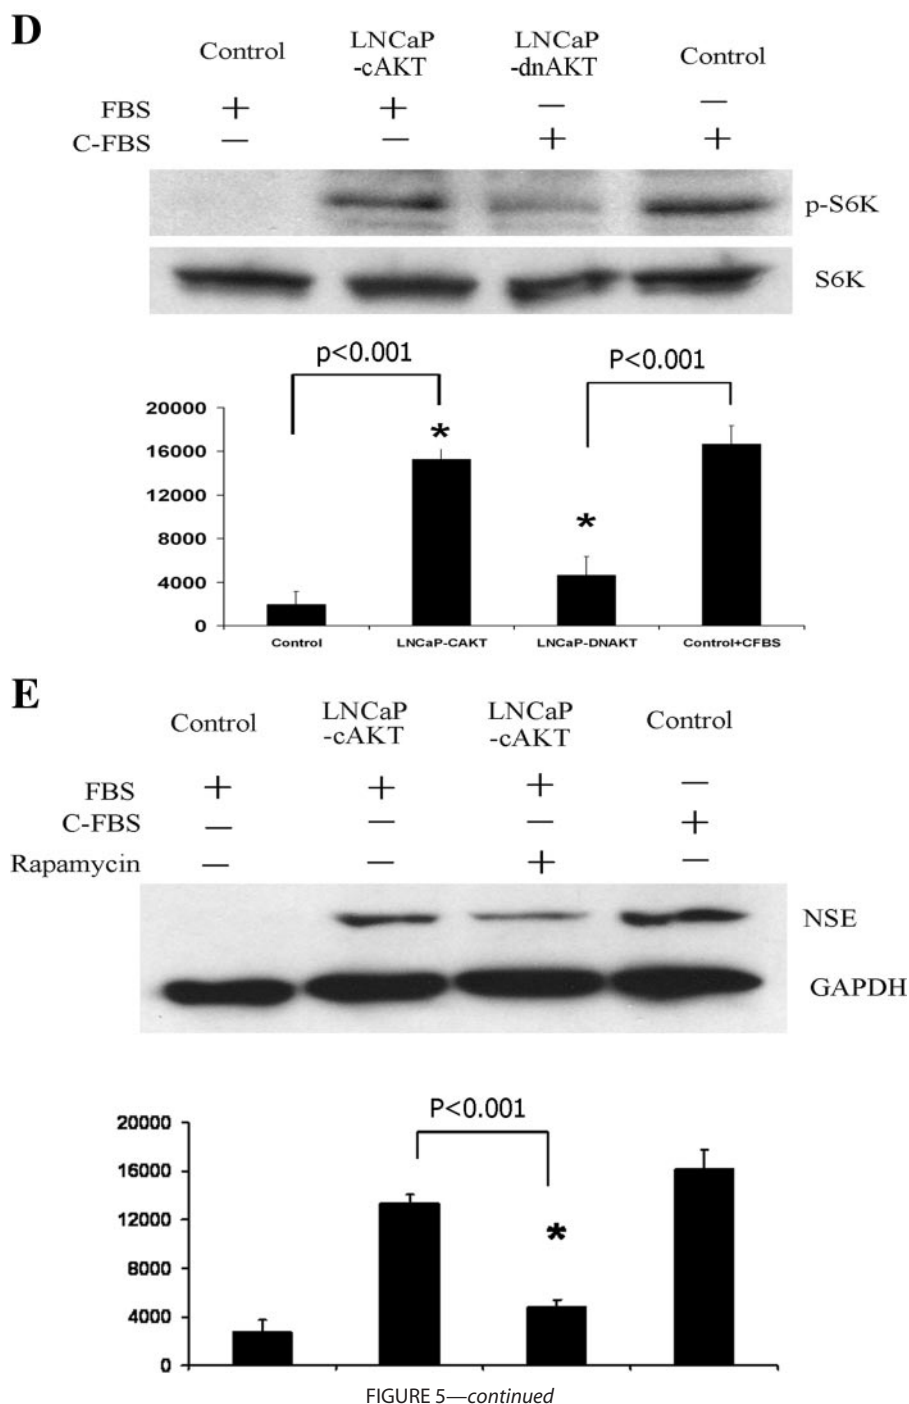 D
Control LNCaP -cAKT LNCaP -dnAKT Control
FBS + + — —
C-FBS — — + +
p-S6K
S6K
p<0.001 P<0.001
20000
16000
12000
8000
4000
0
*
*
Control LNCaP-CAKT LNCaP-DNAKT Control+CFBS
E
Control LNCaP -cAKT LNCaP -cAKT Control
FBS + + + —
C-FBS — — — +
Rapamycin — — + —
NSE
GAPDH
P<0.001
20000
16000
12000
8000
4000
0
*
FIGURE 5—continued